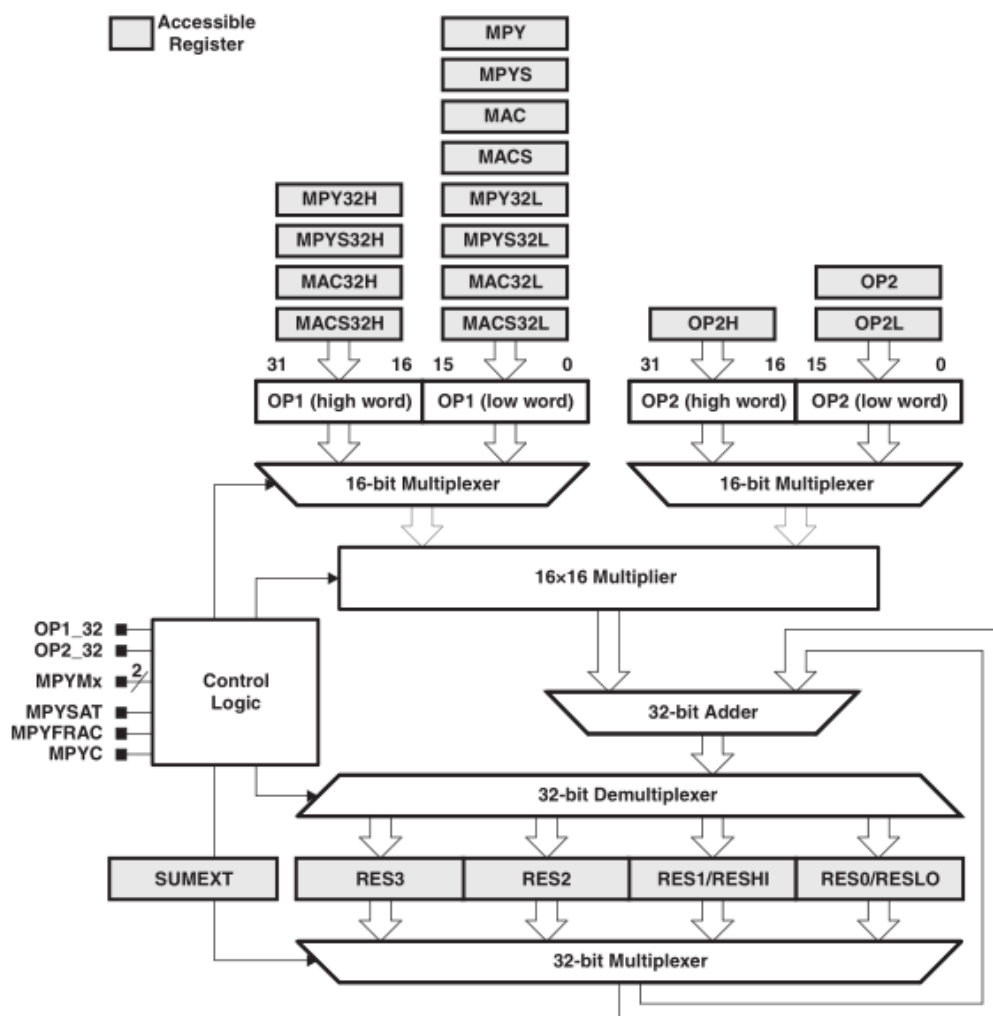 Accessible
Register
MPY
MPYS
MAC
MACS
MPY32H
MPY32L
MPYS32H
MPYS32L
MAC32H
MAC32L
OP2
MACS32H
MACS32L
OP2H
OP2L
31 16 15 0
31 16 15 0
OP1 (high word)
OP1 (low word)
OP2 (high word)
OP2 (low word)
16-bit Multiplexer
16-bit Multiplexer
16×16 Multiplier
OP1_32
OP2_32
MPYMx
2
MPYSAT
MPYFRAC
MPYC
Control
Logic
32-bit Adder
32-bit Demultiplexer
SUMEXT
RES3
RES2
RES1/RESHI
RES0/RESLO
32-bit Multiplexer